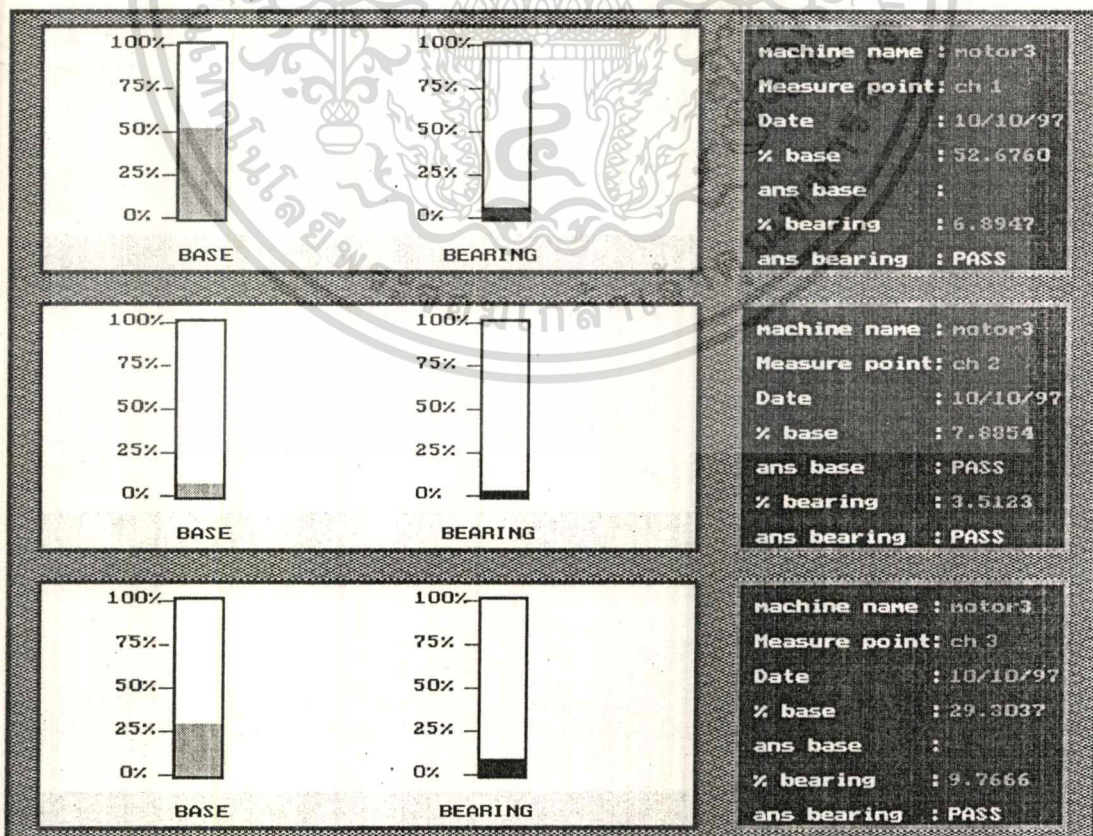 100%
75%
50%
25%
0%
BASE
100%
75%
50%
25%
0%
BEARING
machine name : motor3
Measure point: ch 1
Date : 10/10/97
% base : 52.6760
ans base :
% bearing : 6.8947
ans bearing : PASS
100%
75%
50%
25%
0%
BASE
100%
75%
50%
25%
0%
BEARING
machine name : motor3
Measure point: ch 2
Date : 10/10/97
% base : 7.8854
ans base : PASS
% bearing : 3.5123
ans bearing : PASS
100%
75%
50%
25%
0%
BASE
100%
75%
50%
25%
0%
BEARING
machine name : motor3
Measure point: ch 3
Date : 10/10/97
% base : 29.3037
ans base :
% bearing : 9.7666
ans bearing : PASS